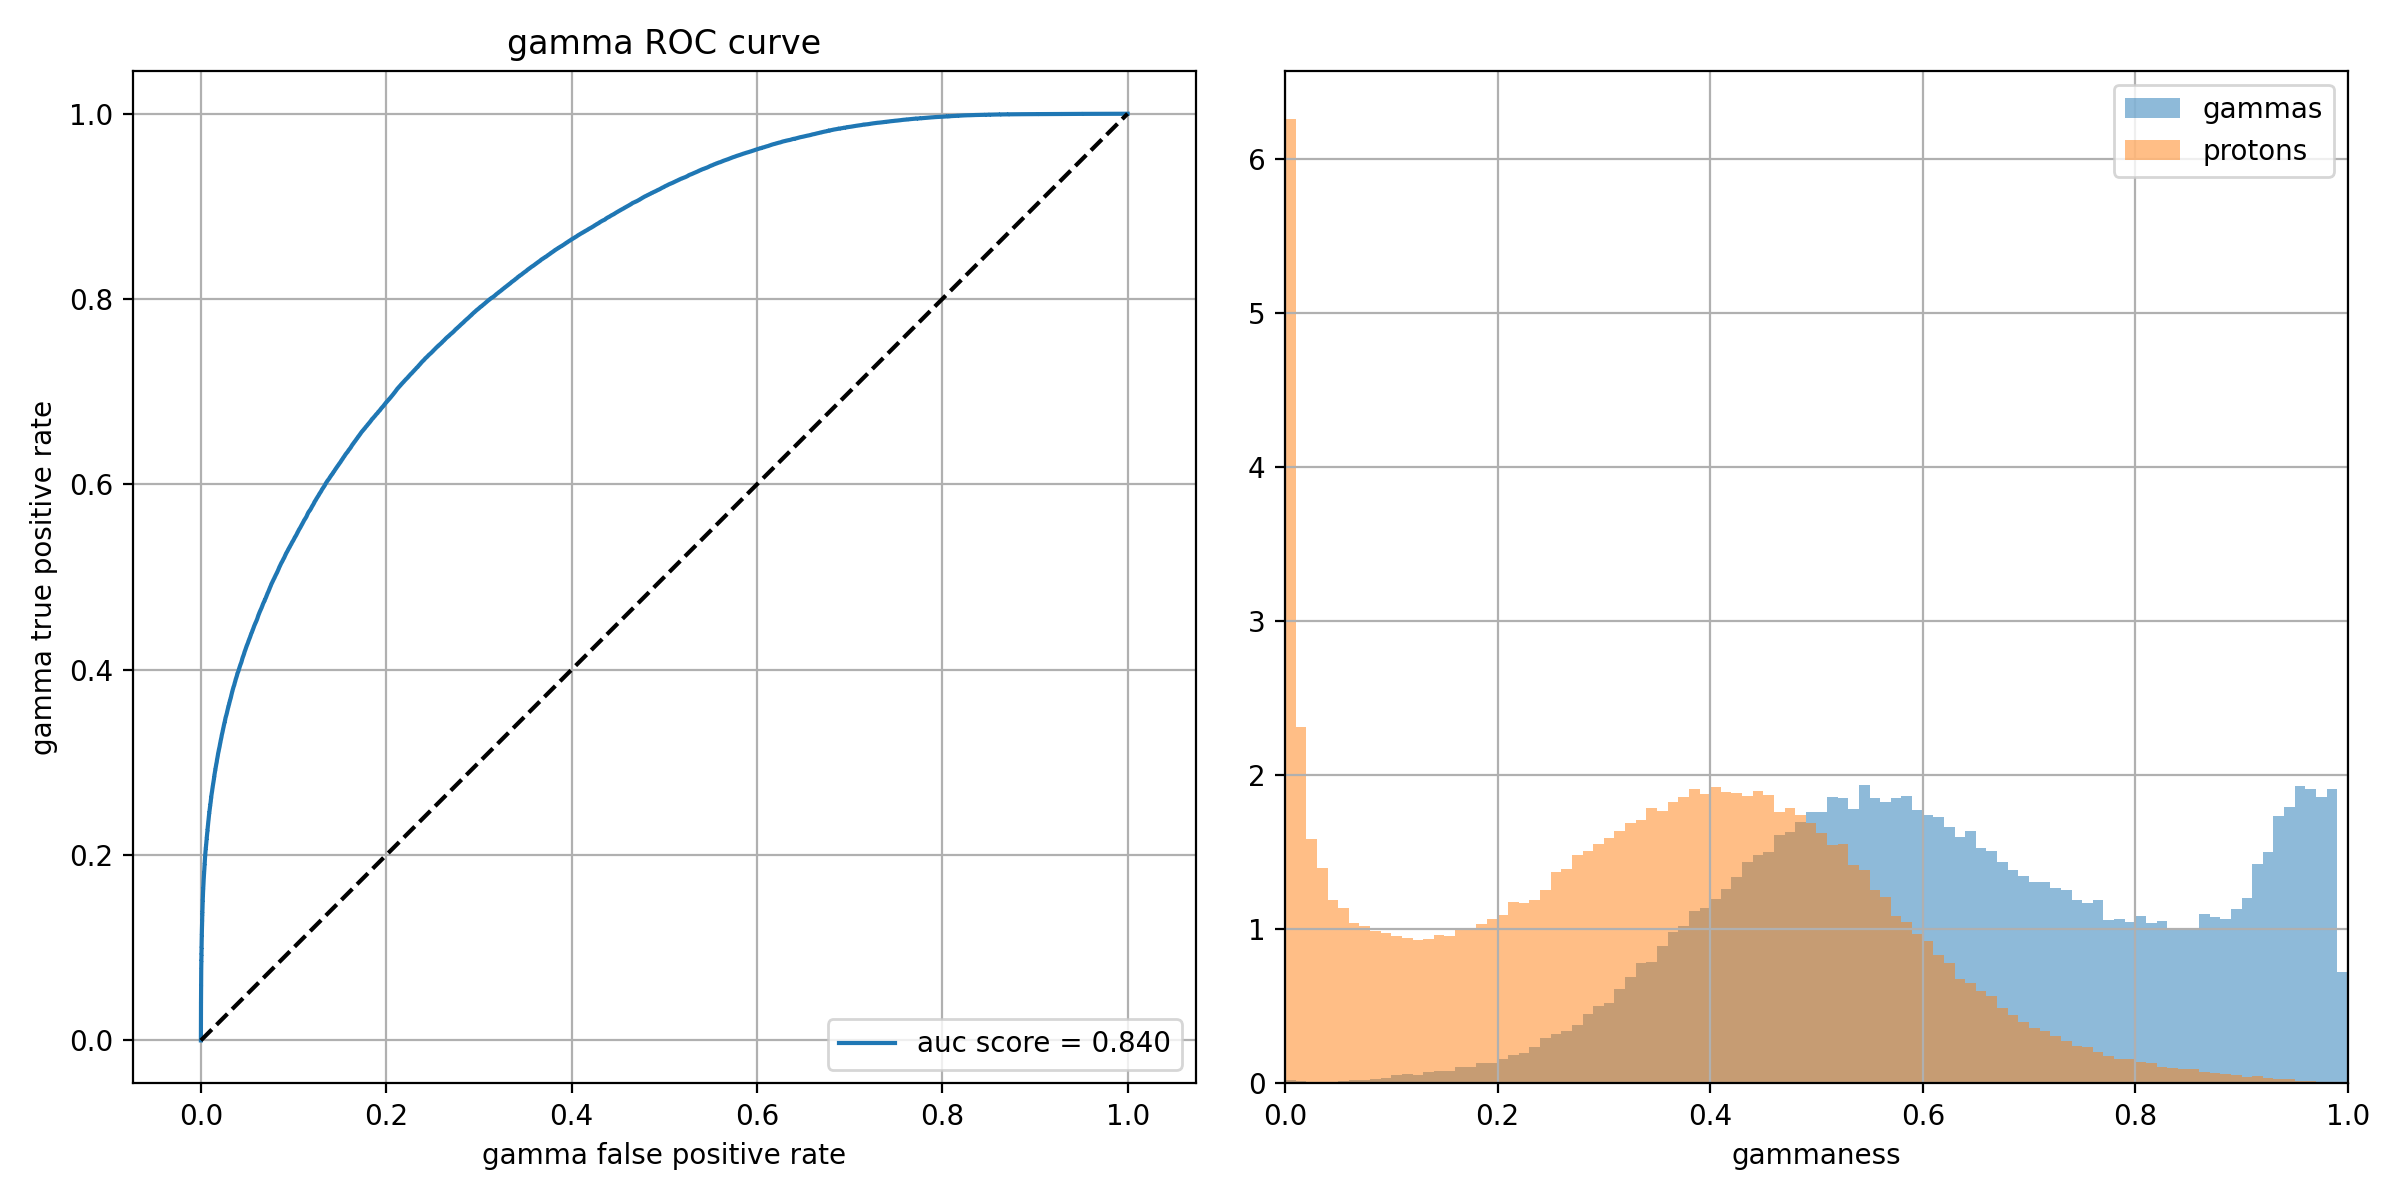 gamma ROC curve
1.0
0.8
0.6
0.4
0.2
0.0
gamma true positive rate
0.0 0.2 0.4 0.6 0.8 1.0
gamma false positive rate
auc score = 0.840
6
5
4
3
2
1
0
0.0 0.2 0.4 0.6 0.8 1.0
gammaness
gammas
protons